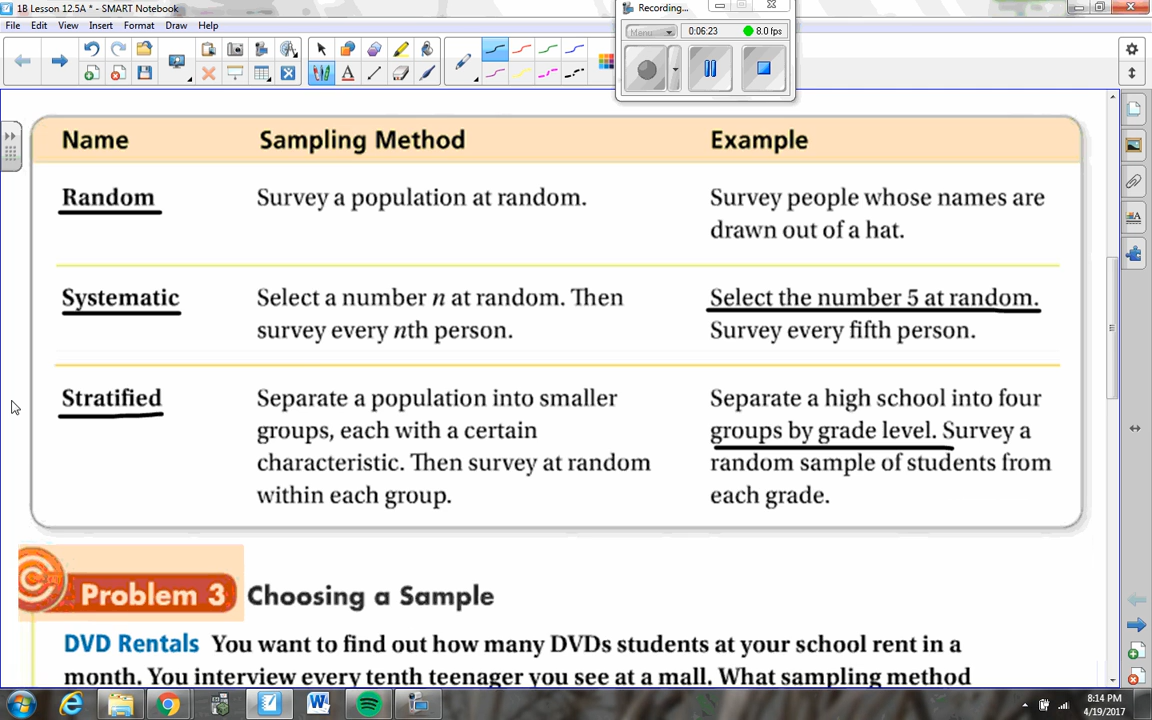 1B Lesson 12.5A * - SMART Notebook
Recording...
File Edit View Insert Format Draw Help
Menu 0:06:23 8.0 fps
Name Sampling Method Example
Random Survey a population at random. Survey people whose names are
drawn out of a hat.
Systematic Select a number n at random. Then Select the number 5 at random.
survey every nth person. Survey every fifth person.
Stratified Separate a population into smaller Separate a high school into four
groups, each with a certain groups by grade level. Survey a
characteristic. Then survey at random random sample of students from
within each group. each grade.
Problem 3 Choosing a Sample
DVD Rentals You want to find out how many DVDs students at your school rent in a
month. You interview every tenth teenager you see at a mall. What sampling method
8:14 PM
4/19/2017